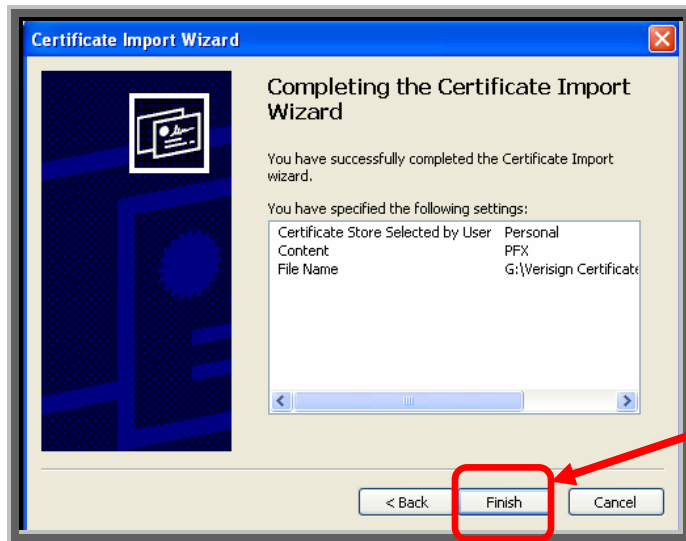 Certificate Import Wizard
Completing the Certificate Import
Wizard
You have successfully completed the Certificate Import
wizard.
You have specified the following settings:
Certificate Store Selected by User Personal
Content PFX
File Name G:\Verisign Certificate
< Back Finish Cancel